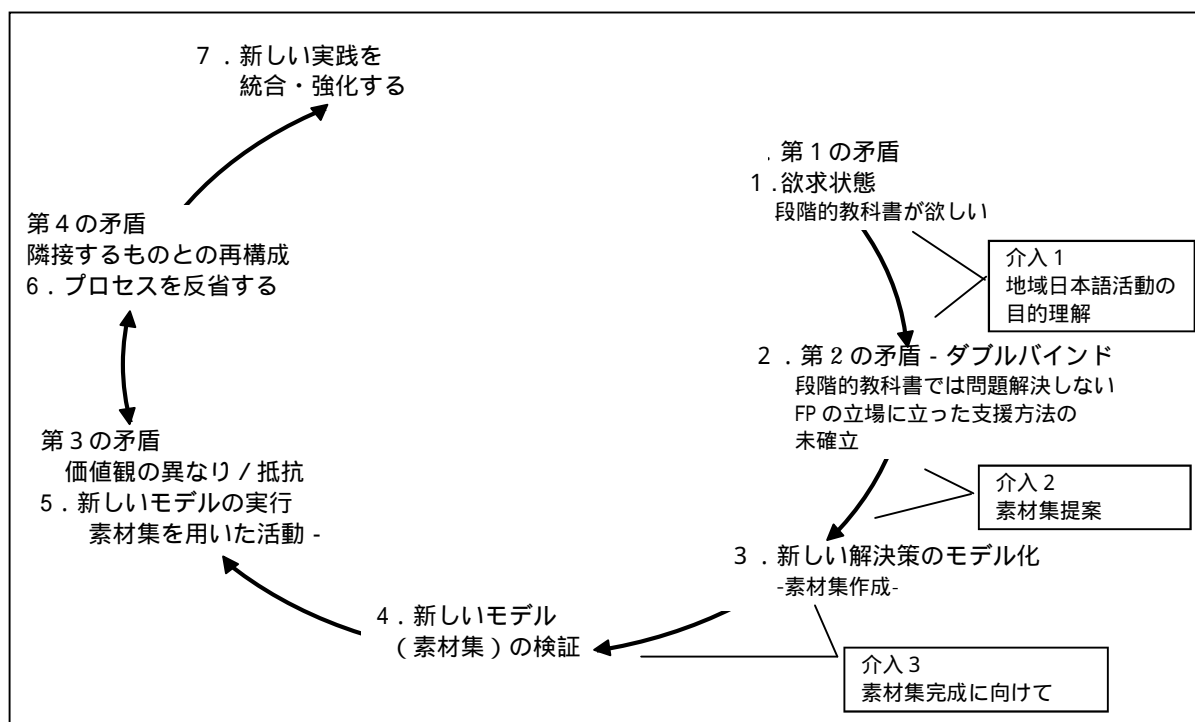 .第1の矛盾
1.欲求状態
段階的教科書が欲しい
介入1
地域日本語活動の
目的理解
2.第2の矛盾 - ダブルバインド
段階的教科書では問題解決しない
FPの立場に立った支援方法の
未確立
介入2
素材集提案
3.新しい解決策のモデル化
-素材集作成-
介入3
素材集完成に向けて
4.新しいモデル
(素材集)の検証
第3の矛盾
価値観の異なり/抵抗
5.新しいモデルの実行
素材集を用いた活動 -
第4の矛盾
隣接するものとの再構成
6.プロセスを反省する
7.新しい実践を
統合・強化する